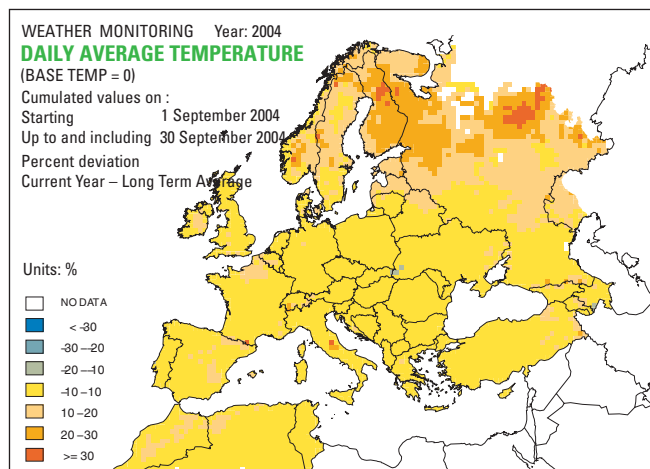 WEATHER MONITORING Year: 2004
DAILY AVERAGE TEMPERATURE
(BASE TEMP = 0)
Cumulated values on :
Starting 1 September 2004
Up to and including 30 September 2004
Percent deviation
Current Year – Long Term Average
Units: %
NO DATA
< -30
-30--20
-20--10
-10-10
10 -20
20 -30
>= 30